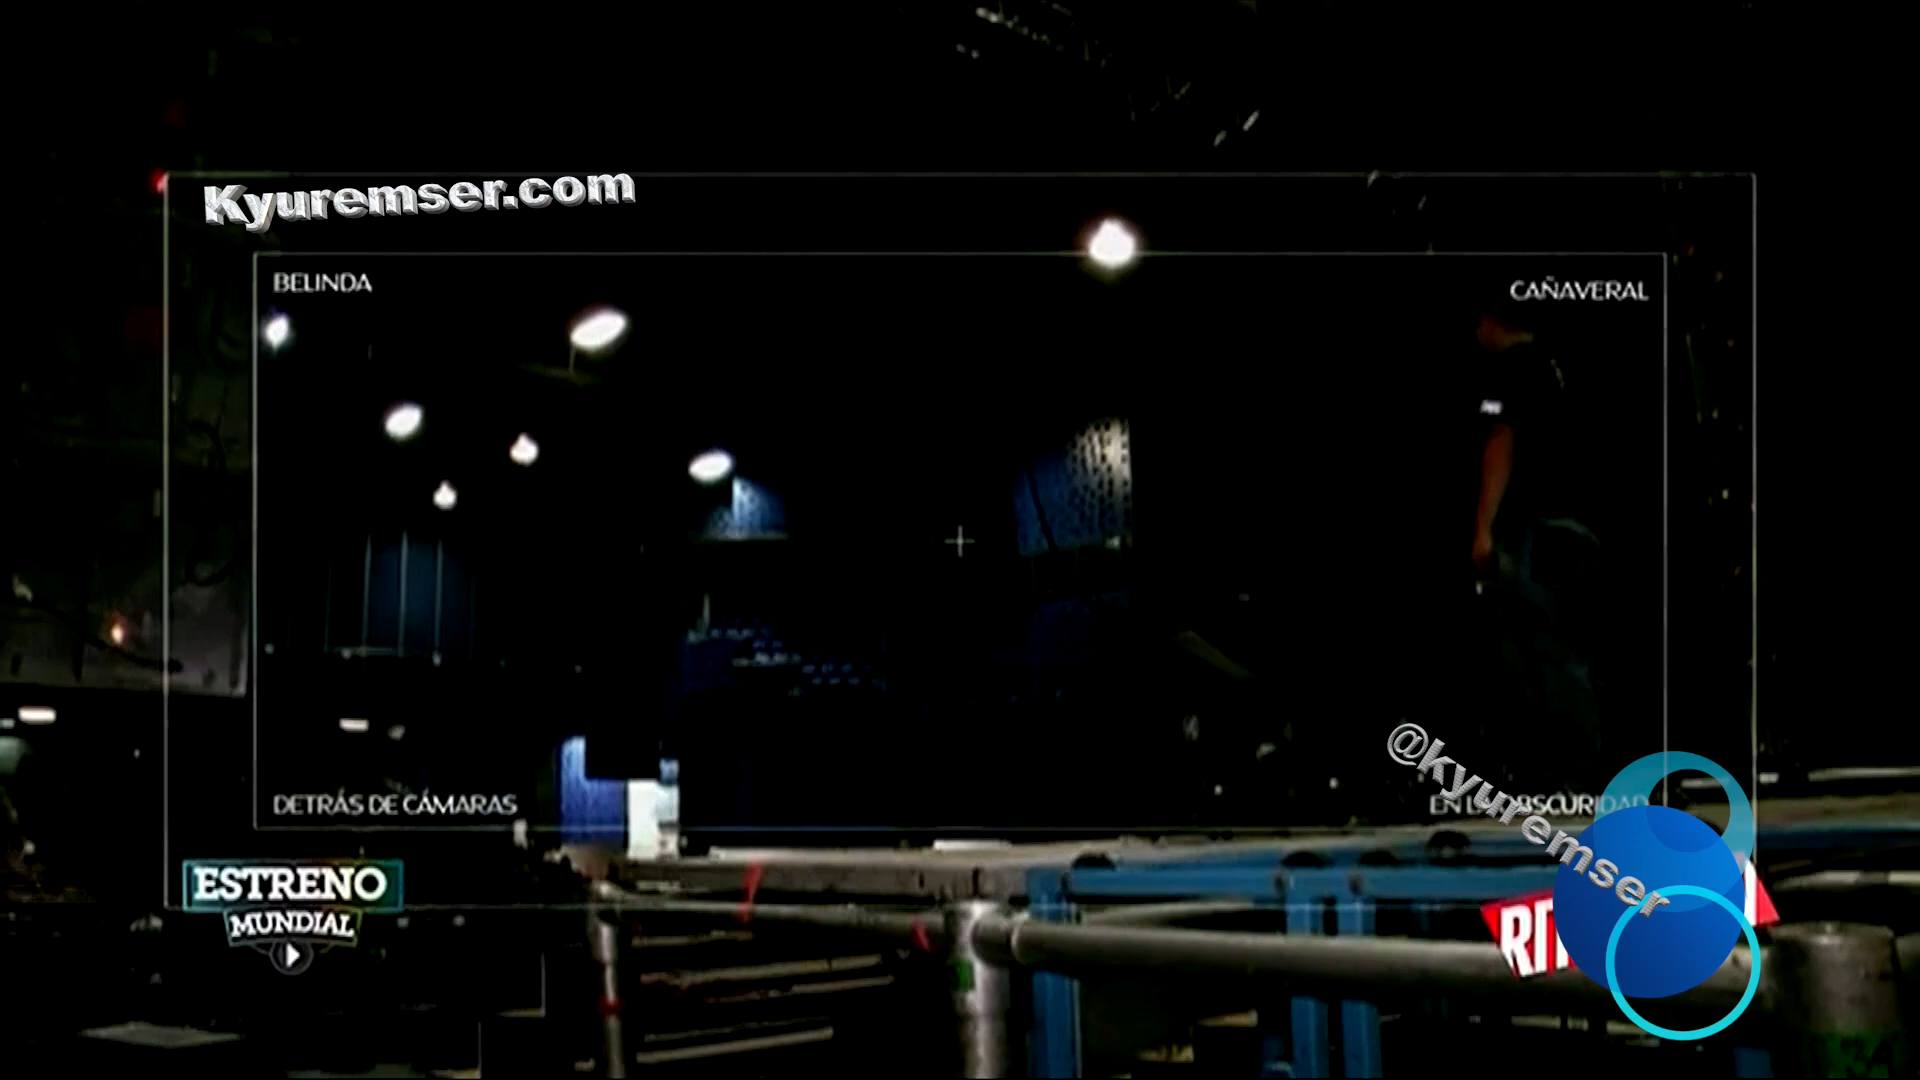 Kyuremser.com
BELINDA
CAÑAVERAL
DETRÁS DE CÁMARAS
@kyuremser
ESTRENO
MUNDIAL